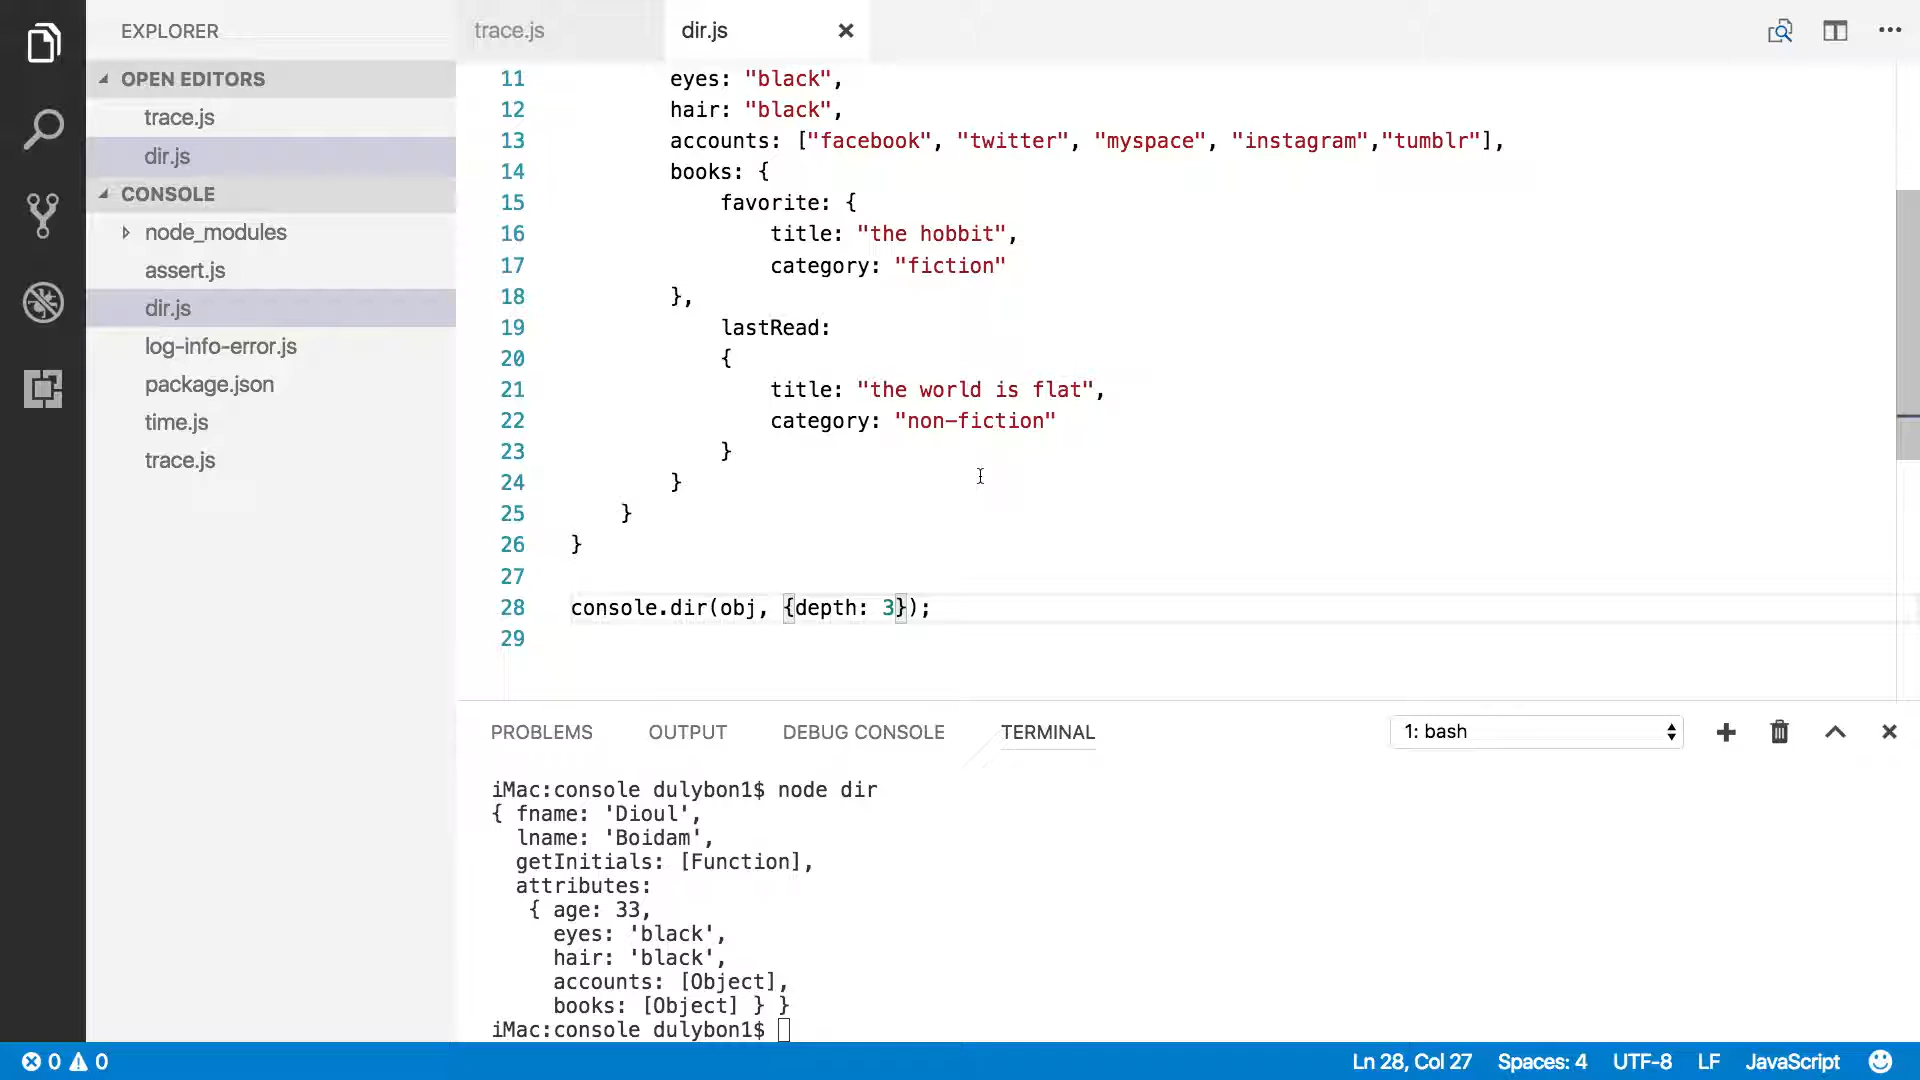 EXPLORER
OPEN EDITORS
trace.js
dir.js
CONSOLE
node_modules
assert.js
dir.js
log-info-error.js
package.json
time.js
trace.js
trace.js
dir.js
11 eyes: "black",
12 hair: "black",
13 accounts: ["facebook", "twitter", "myspace", "instagram","tumblr"],
14 books: {
15 favorite: {
16 title: "the hobbit",
17 category: "fiction"
18 },
19 lastRead:
20 {
21 title: "the world is flat",
22 category: "non-fiction"
23 }
24 }
25 }
26 }
27
28 console.dir(obj, {depth: 3});
29
PROBLEMS OUTPUT DEBUG CONSOLE TERMINAL 1: bash
iMac:console dulybon1$ node dir
{ fname: 'Dioul',
lname: 'Boidam',
getInitials: [Function],
attributes:
{ age: 33,
eyes: 'black',
hair: 'black',
accounts: [Object],
books: [Object] } }
iMac:console dulybon1$
0 0 Ln 28, Col 27 Spaces: 4 UTF-8 LF JavaScript